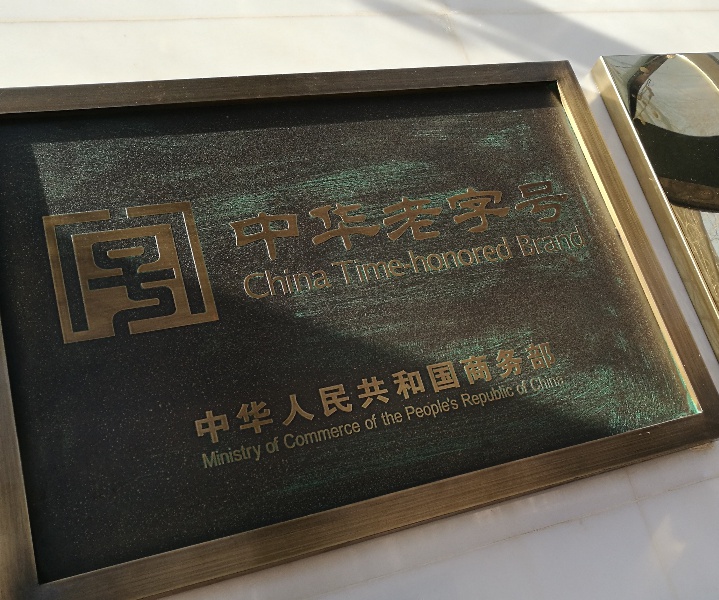 中华老字号
China Time-honored Brand
中华人民共和国商务部
Ministry of Commerce of the People's Republic of China